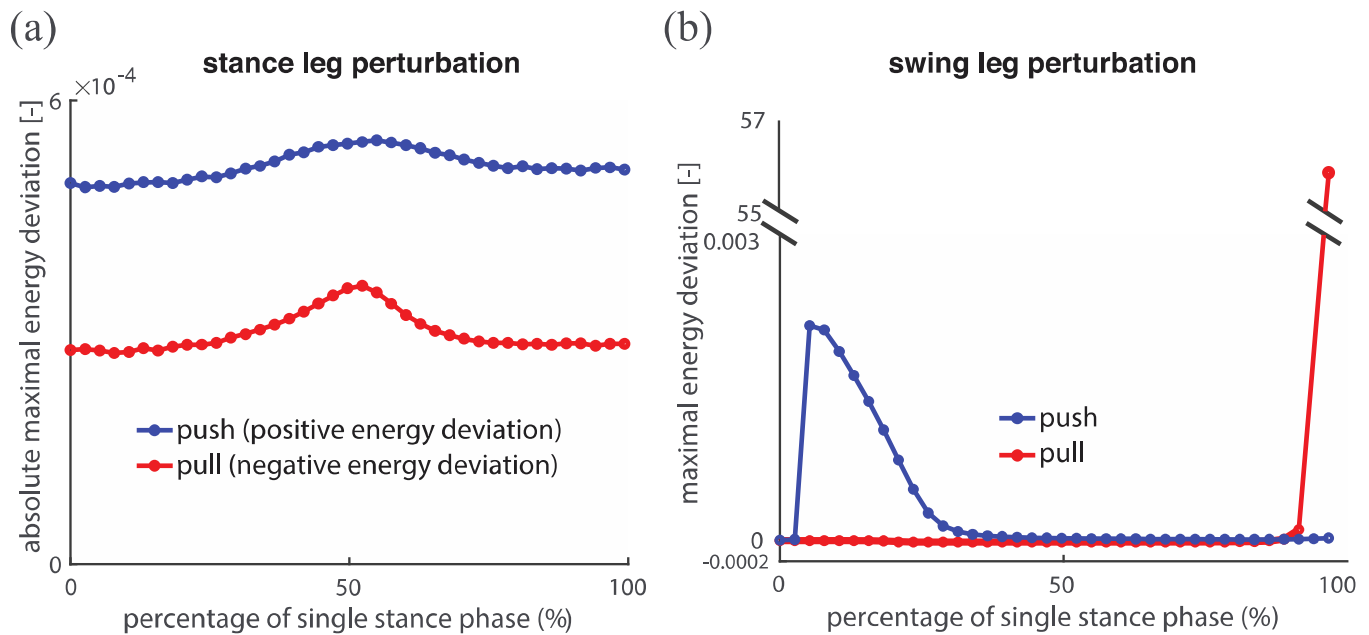 (a)
stance leg perturbation
×10⁻⁴
6
absolute maximal energy deviation [-]
push (positive energy deviation)
pull (negative energy deviation)
0
0
50
100
percentage of single stance phase (%)
(b)
swing leg perturbation
57
55
0.003
maximal energy deviation [-]
push
pull
0
-0.0002
0
50
100
percentage of single stance phase (%)